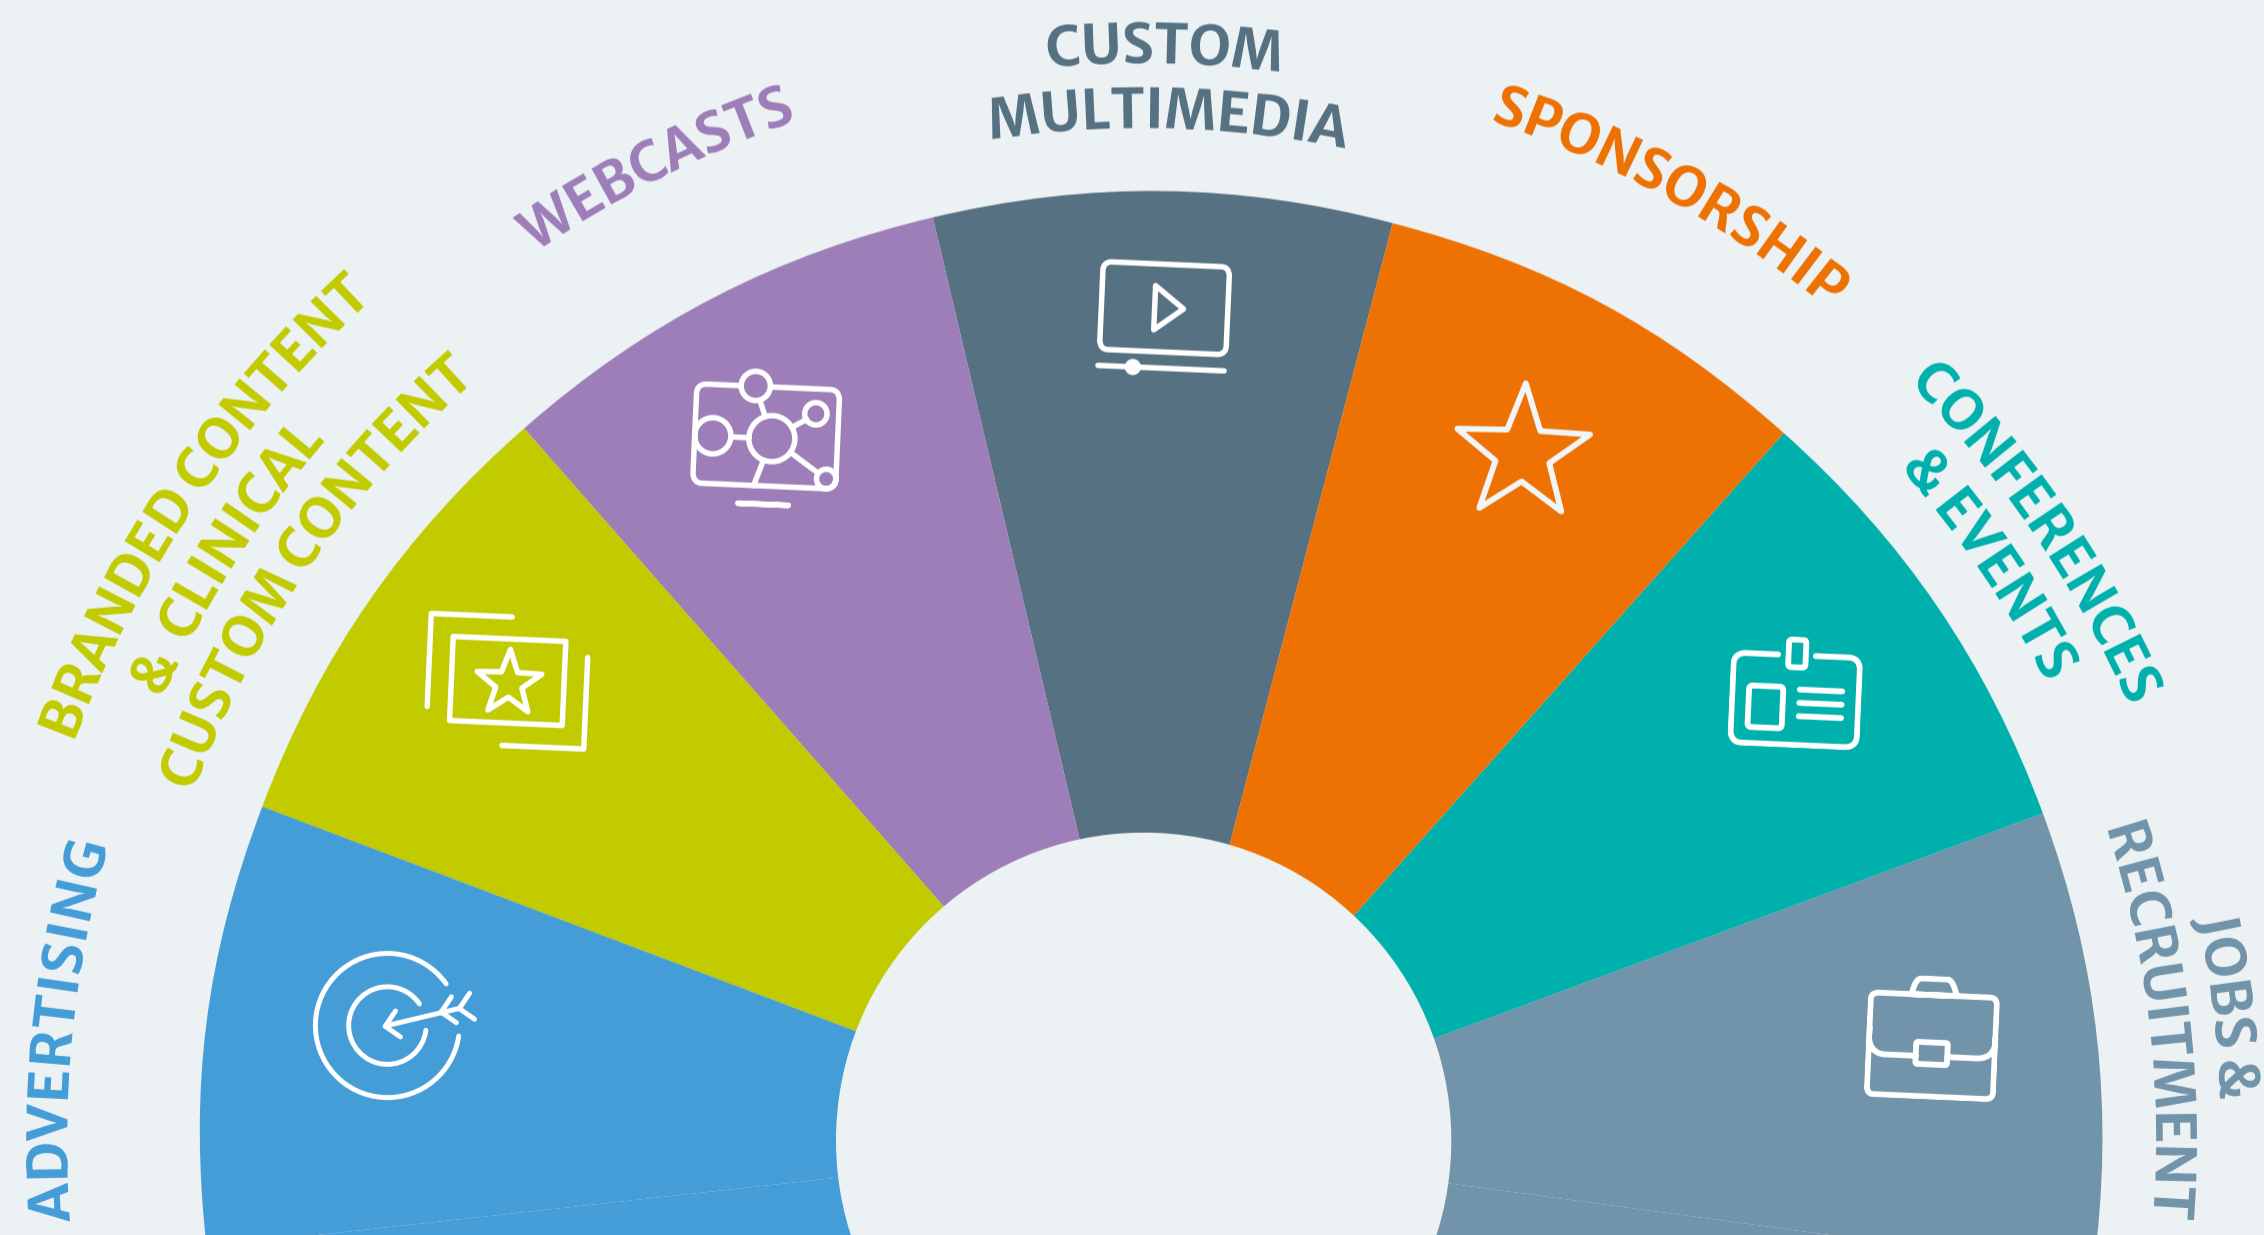 ADVERTISING
BRANDED CONTENT
& CLINICAL
CUSTOM CONTENT
WEBCASTS
CUSTOM
MULTIMEDIA
SPONSORSHIP
CONFERENCES
& EVENTS
JOBS &
RECRUITMENT